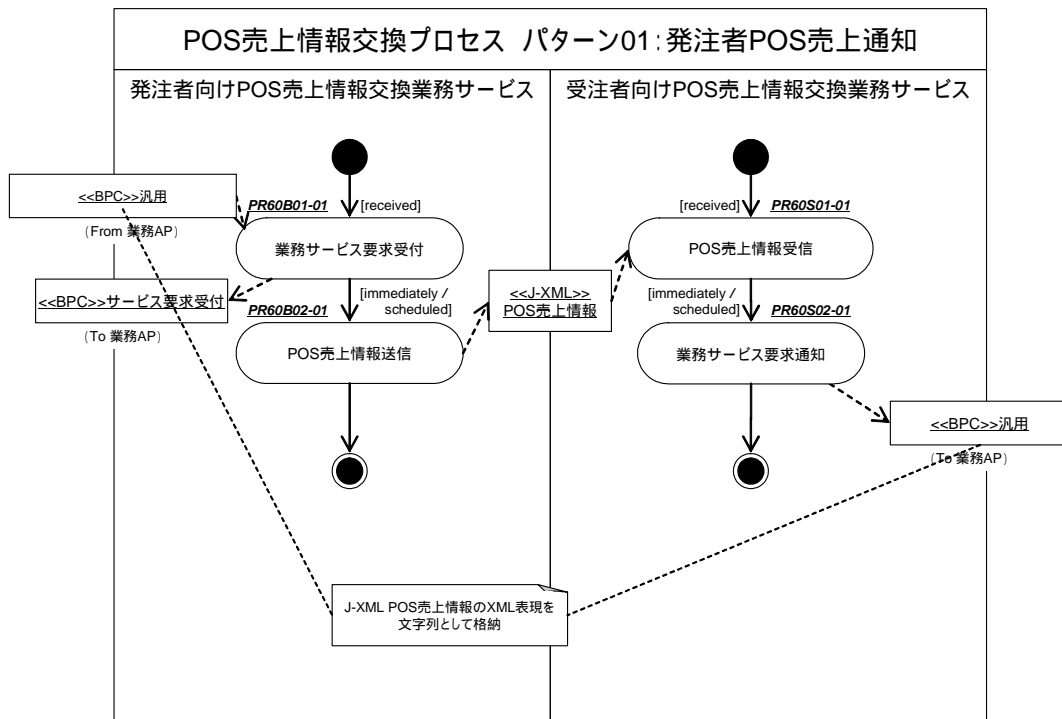 POS売上情報交換プロセス パターン01:発注者POS売上通知
発注者向けPOS売上情報交換業務サービス
受注者向けPOS売上情報交換業務サービス
<<BPC>>汎用
(From 業務AP)
PR60B01-01
[received]
業務サービス要求受付
<<BPC>>サービス要求受付
(To 業務AP)
[immediately /
scheduled]
PR60B02-01
POS売上情報送信
<<J-XML>>
POS売上情報
[received]
PR60S01-01
POS売上情報受信
[immediately /
scheduled]
PR60S02-01
業務サービス要求通知
<<BPC>>汎用
(To 業務AP)
J-XML POS売上情報のXML表現を
文字列として格納